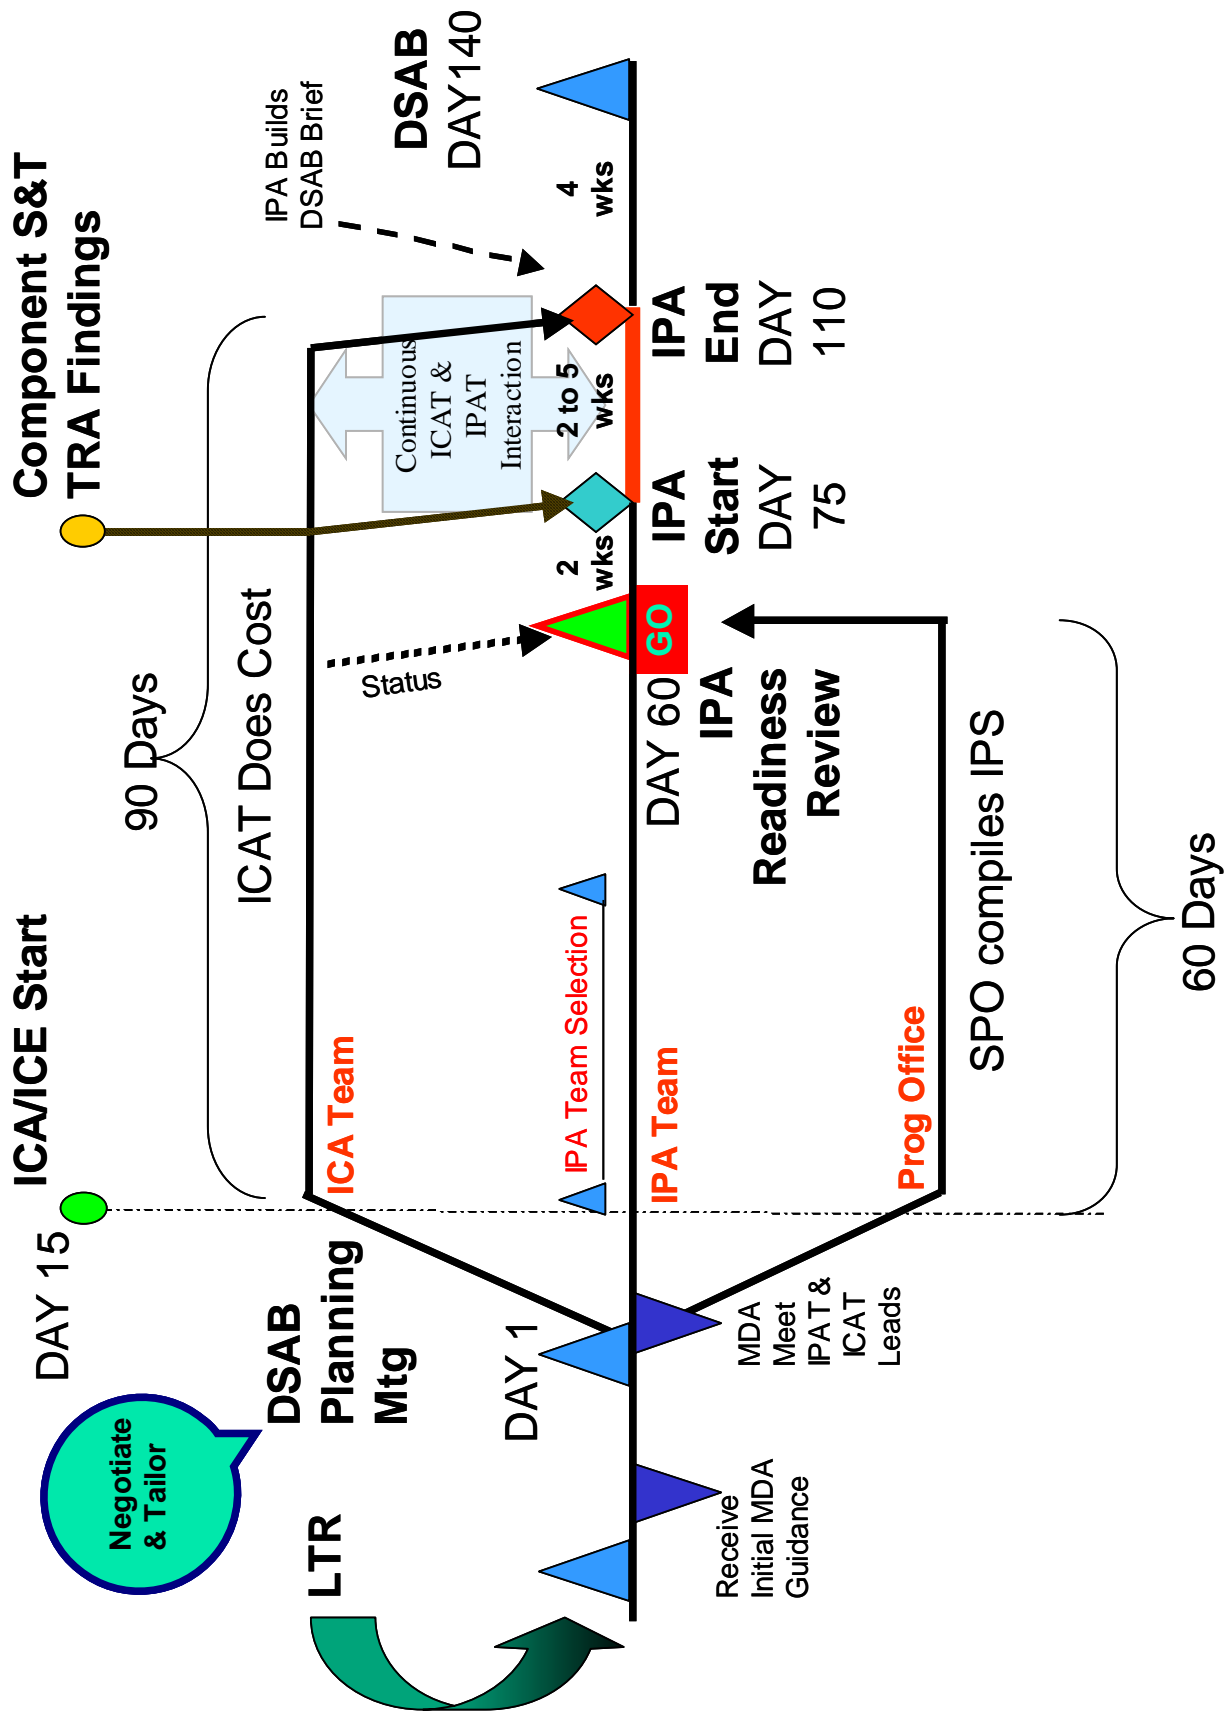 Negotiate
& Tailor
DAY 15
ICA/ICE Start
Component S&T
TRA Findings
90 Days
ICAT Does Cost
LTR
DSAB
Planning
Mtg
DAY 1
ICA Team
Status
Continuous
ICAT &
IPAT
Interaction
IPA Builds
DSAB Brief
DSAB
DAY140
IPA Team Selection
2
wks
2 to 5
wks
4
wks
IPA Team
GO
DAY 60
IPA
Readiness
Review
IPA
Start
DAY
75
IPA
End
DAY
110
Receive
Initial MDA
Guidance
MDA
Meet
IPAT &
ICAT
Leads
Prog Office
SPO compiles IPS
60 Days